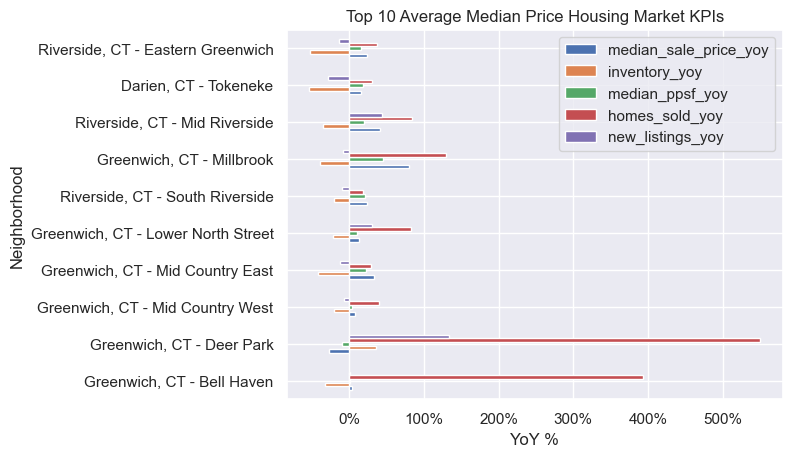 Top 10 Average Median Price Housing Market KPIs
median_sale_price_yoy
inventory_yoy
median_ppsf_yoy
homes_sold_yoy
new_listings_yoy
Neighborhood
Riverside, CT - Eastern Greenwich
Darien, CT - Tokeneke
Riverside, CT - Mid Riverside
Greenwich, CT - Millbrook
Riverside, CT - South Riverside
Greenwich, CT - Lower North Street
Greenwich, CT - Mid Country East
Greenwich, CT - Mid Country West
Greenwich, CT - Deer Park
Greenwich, CT - Bell Haven
0% 100% 200% 300% 400% 500%
YoY %